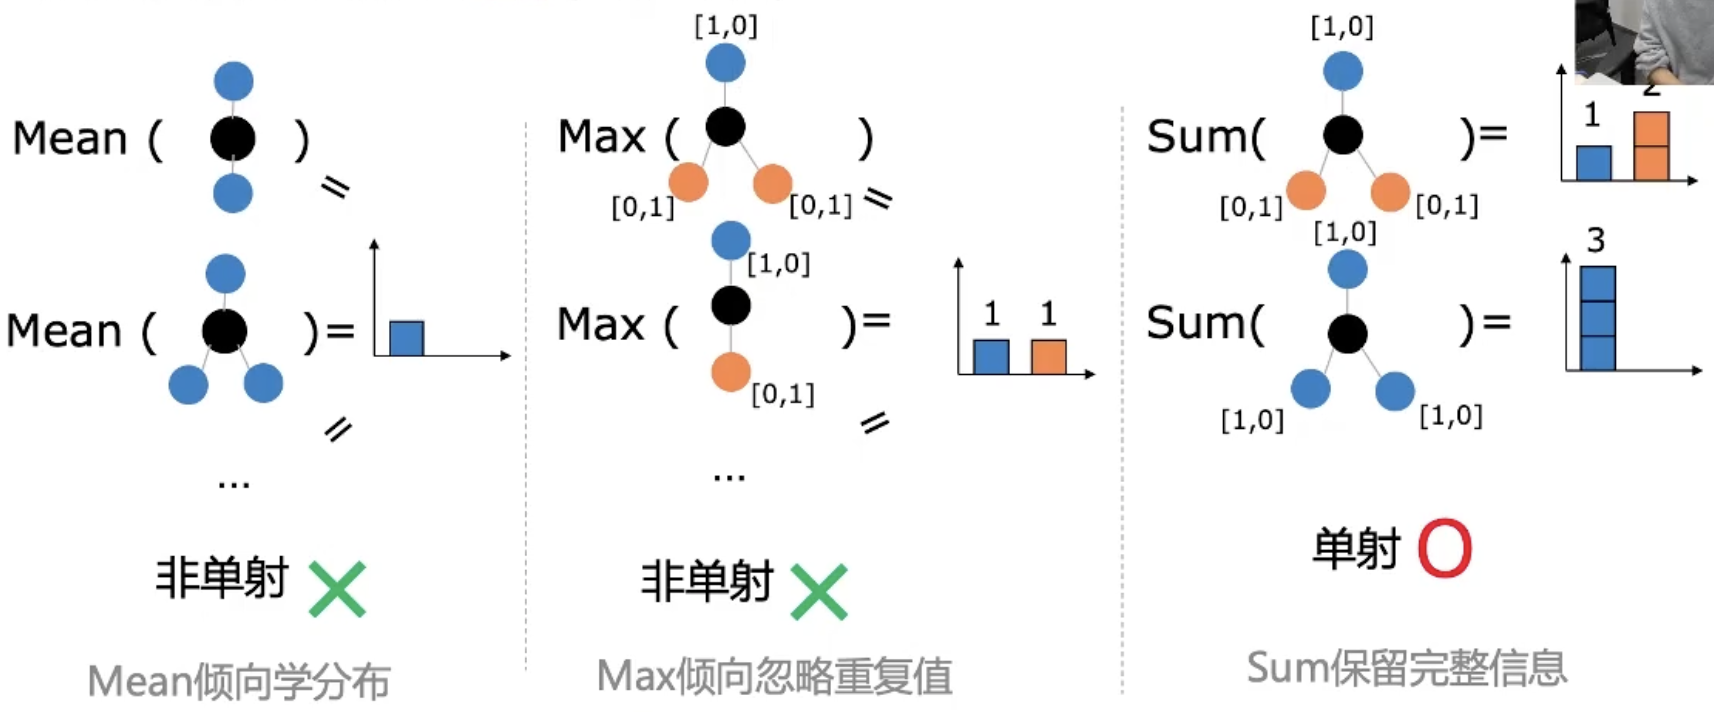 Mean ( )
=
Mean ( )=
=
...
非单射 ×
Mean倾向学分布
[1,0]
Max ( )
[0,1] [0,1] =
[1,0]
Max ( )=
[0,1]
1 1
=
...
非单射 ×
Max倾向忽略重复值
[1,0]
Sum( )=
[0,1] [0,1]
1 2
[1,0]
Sum( )=
[1,0] [1,0]
3
单射 O
Sum保留完整信息